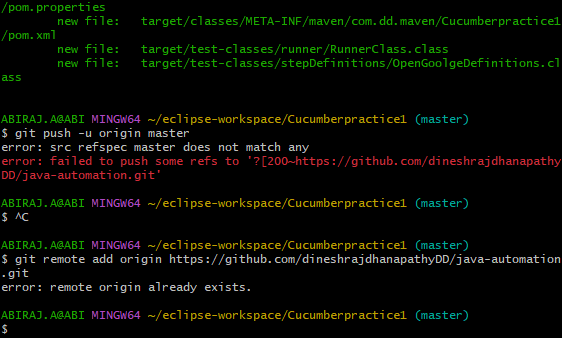 /pom.properties
new file:   target/classes/META-INF/maven/com.dd.maven/Cucumberpractice1
/pom.xml
new file:   target/test-classes/runner/RunnerClass.class
new file:   target/test-classes/stepDefinitions/OpenGoolgeDefinitions.cl
ass
ABIRAJ.A@ABI MINGW64 ~/eclipse-workspace/Cucumberpractice1 (master)
$ git push -u origin master
error: src refspec master does not match any
error: failed to push some refs to '?[200~https://github.com/dineshrajdhanapathy
DD/java-automation.git'
ABIRAJ.A@ABI MINGW64 ~/eclipse-workspace/Cucumberpractice1 (master)
$ ^C
ABIRAJ.A@ABI MINGW64 ~/eclipse-workspace/Cucumberpractice1 (master)
$ git remote add origin https://github.com/dineshrajdhanapathyDD/java-automation
.git
error: remote origin already exists.
ABIRAJ.A@ABI MINGW64 ~/eclipse-workspace/Cucumberpractice1 (master)
$